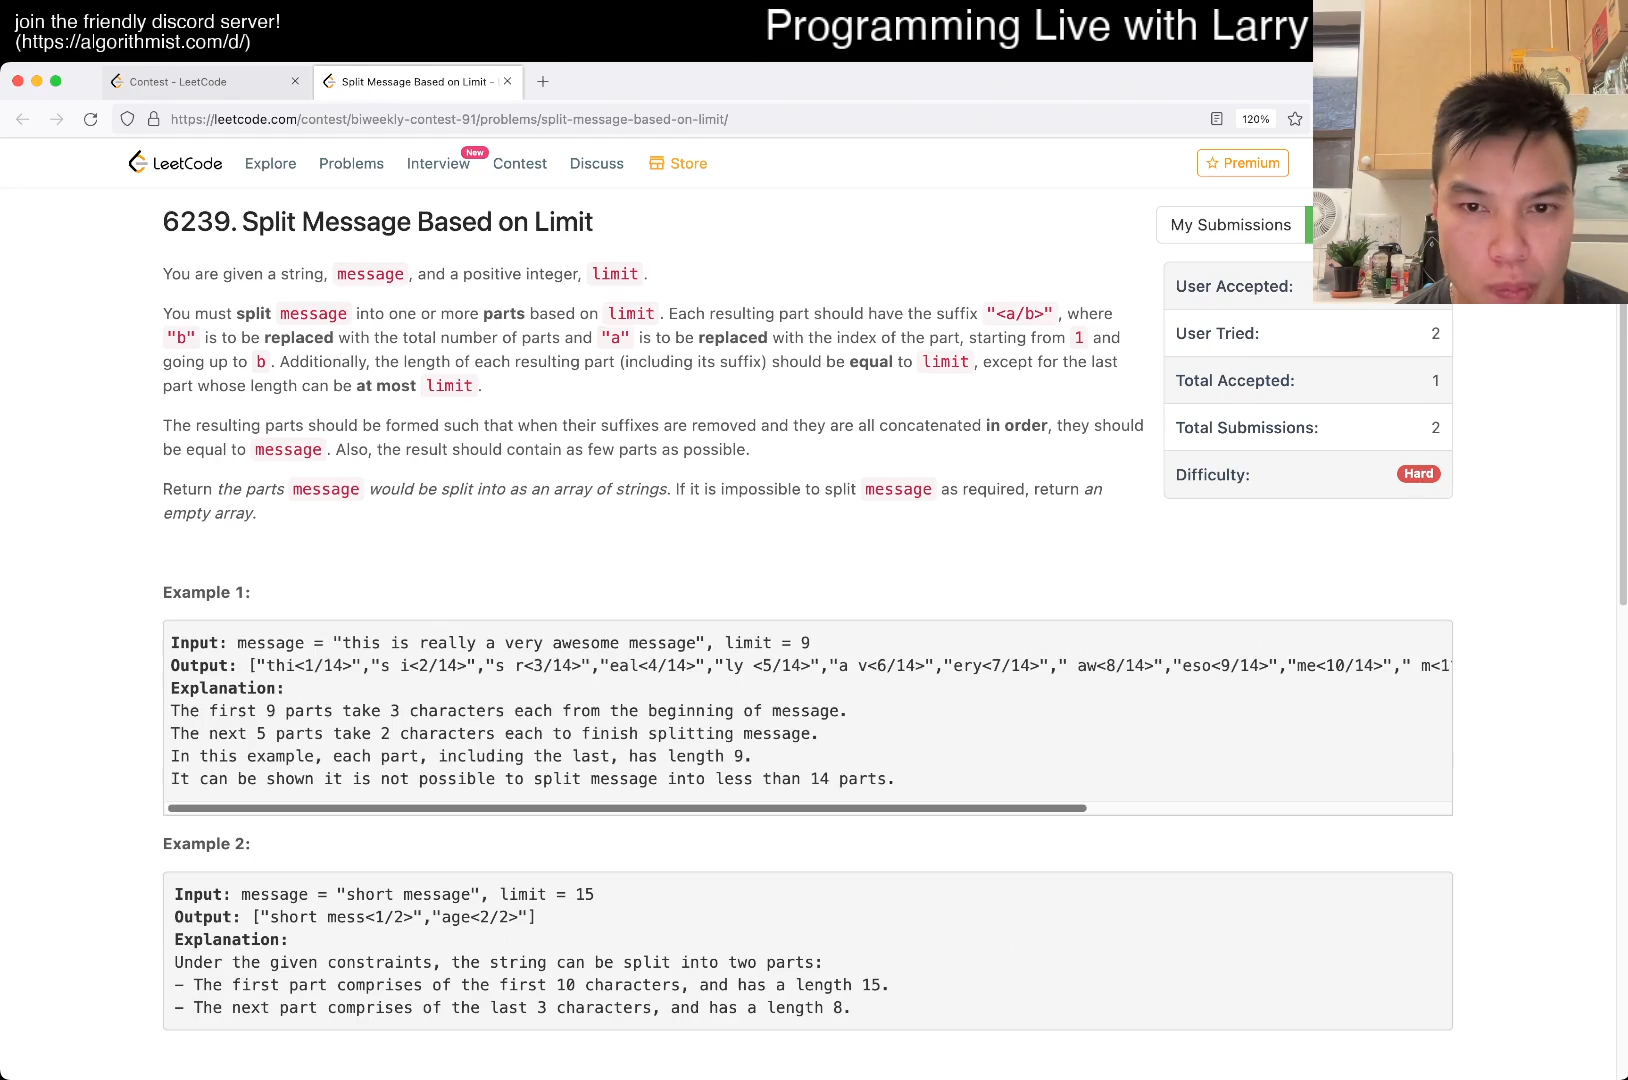 join the friendly discord server!
(https://algorithmist.com/d/)
Programming Live with Larry
Contest - LeetCode
Split Message Based on Limit -
https://leetcode.com/contest/biweekly-contest-91/problems/split-message-based-on-limit/
120%
LeetCode Explore Problems Interview New Contest Discuss Store Premium
6239. Split Message Based on Limit
My Submissions
You are given a string, message, and a positive integer, limit.
You must split message into one or more parts based on limit. Each resulting part should have the suffix "<a/b>", where
"b" is to be replaced with the total number of parts and "a" is to be replaced with the index of the part, starting from 1 and
going up to b. Additionally, the length of each resulting part (including its suffix) should be equal to limit, except for the last
part whose length can be at most limit.
The resulting parts should be formed such that when their suffixes are removed and they are all concatenated in order, they should
be equal to message. Also, the result should contain as few parts as possible.
Return the parts message would be split into as an array of strings. If it is impossible to split message as required, return an
empty array.
User Accepted:
User Tried: 2
Total Accepted: 1
Total Submissions: 2
Difficulty: Hard
Example 1:
Input: message = "this is really a very awesome message", limit = 9
Output: ["thi<1/14>","s i<2/14>","s r<3/14>","eal<4/14>","ly <5/14>","a v<6/14>","ery<7/14>"," aw<8/14>","eso<9/14>","me<10/14>"," m<1
Explanation:
The first 9 parts take 3 characters each from the beginning of message.
The next 5 parts take 2 characters each to finish splitting message.
In this example, each part, including the last, has length 9.
It can be shown it is not possible to split message into less than 14 parts.
Example 2:
Input: message = "short message", limit = 15
Output: ["short mess<1/2>","age<2/2>"]
Explanation:
Under the given constraints, the string can be split into two parts:
- The first part comprises of the first 10 characters, and has a length 15.
- The next part comprises of the last 3 characters, and has a length 8.